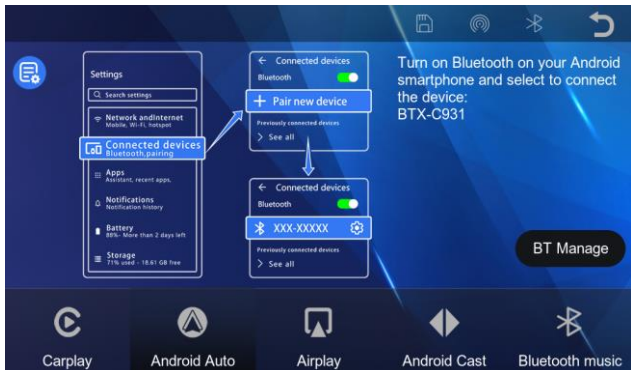 Settings
Search settings
Network andInternet
Mobile, Wi-Fi, hotspot
Connected devices
Bluetooth,pairing
Apps
Assistant, recent apps.
Notifications
Notification history
Battery
88%- More than 2 days left
Storage
71% used - 18.61 GB free
Connected devices
Bluetooth
+ Pair new device
Previously connected devices
> See all
Connected devices
Bluetooth
XXX-XXXXX
Previously connected devices
> See all
Turn on Bluetooth on your Android
smartphone and select to connect
the device:
BTX-C931
BT Manage
Carplay
Android Auto
Airplay
Android Cast
Bluetooth music